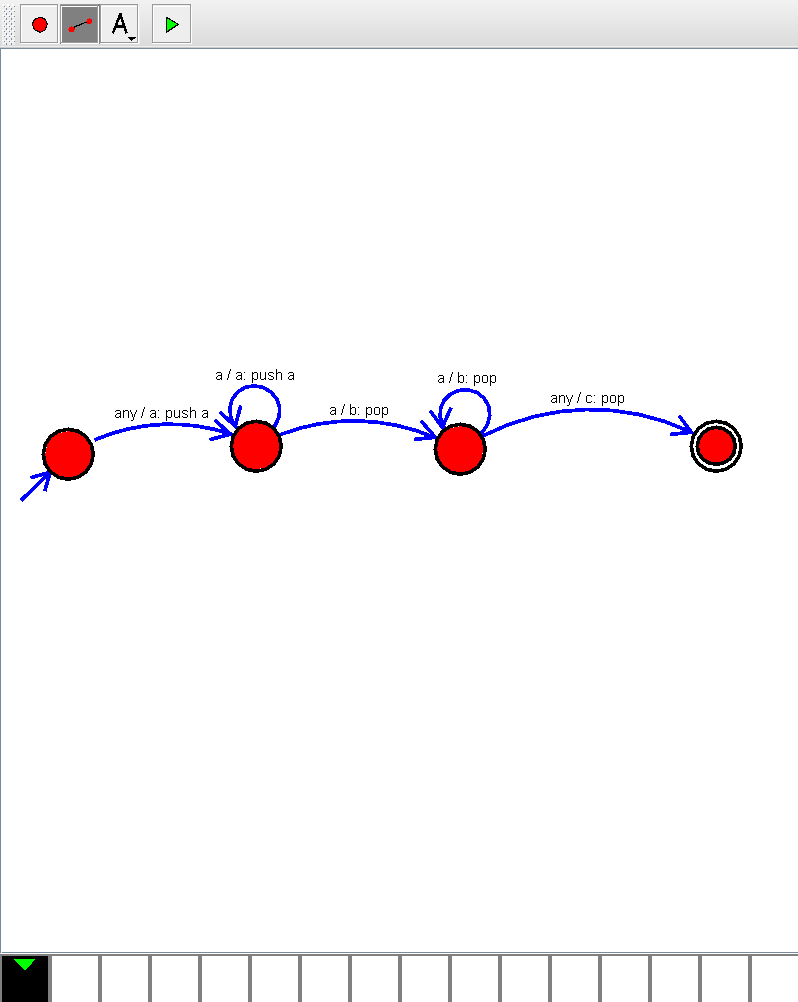 A
a / a: push a
a / b: pop
any / c: pop
any / a: push a
a / b: pop